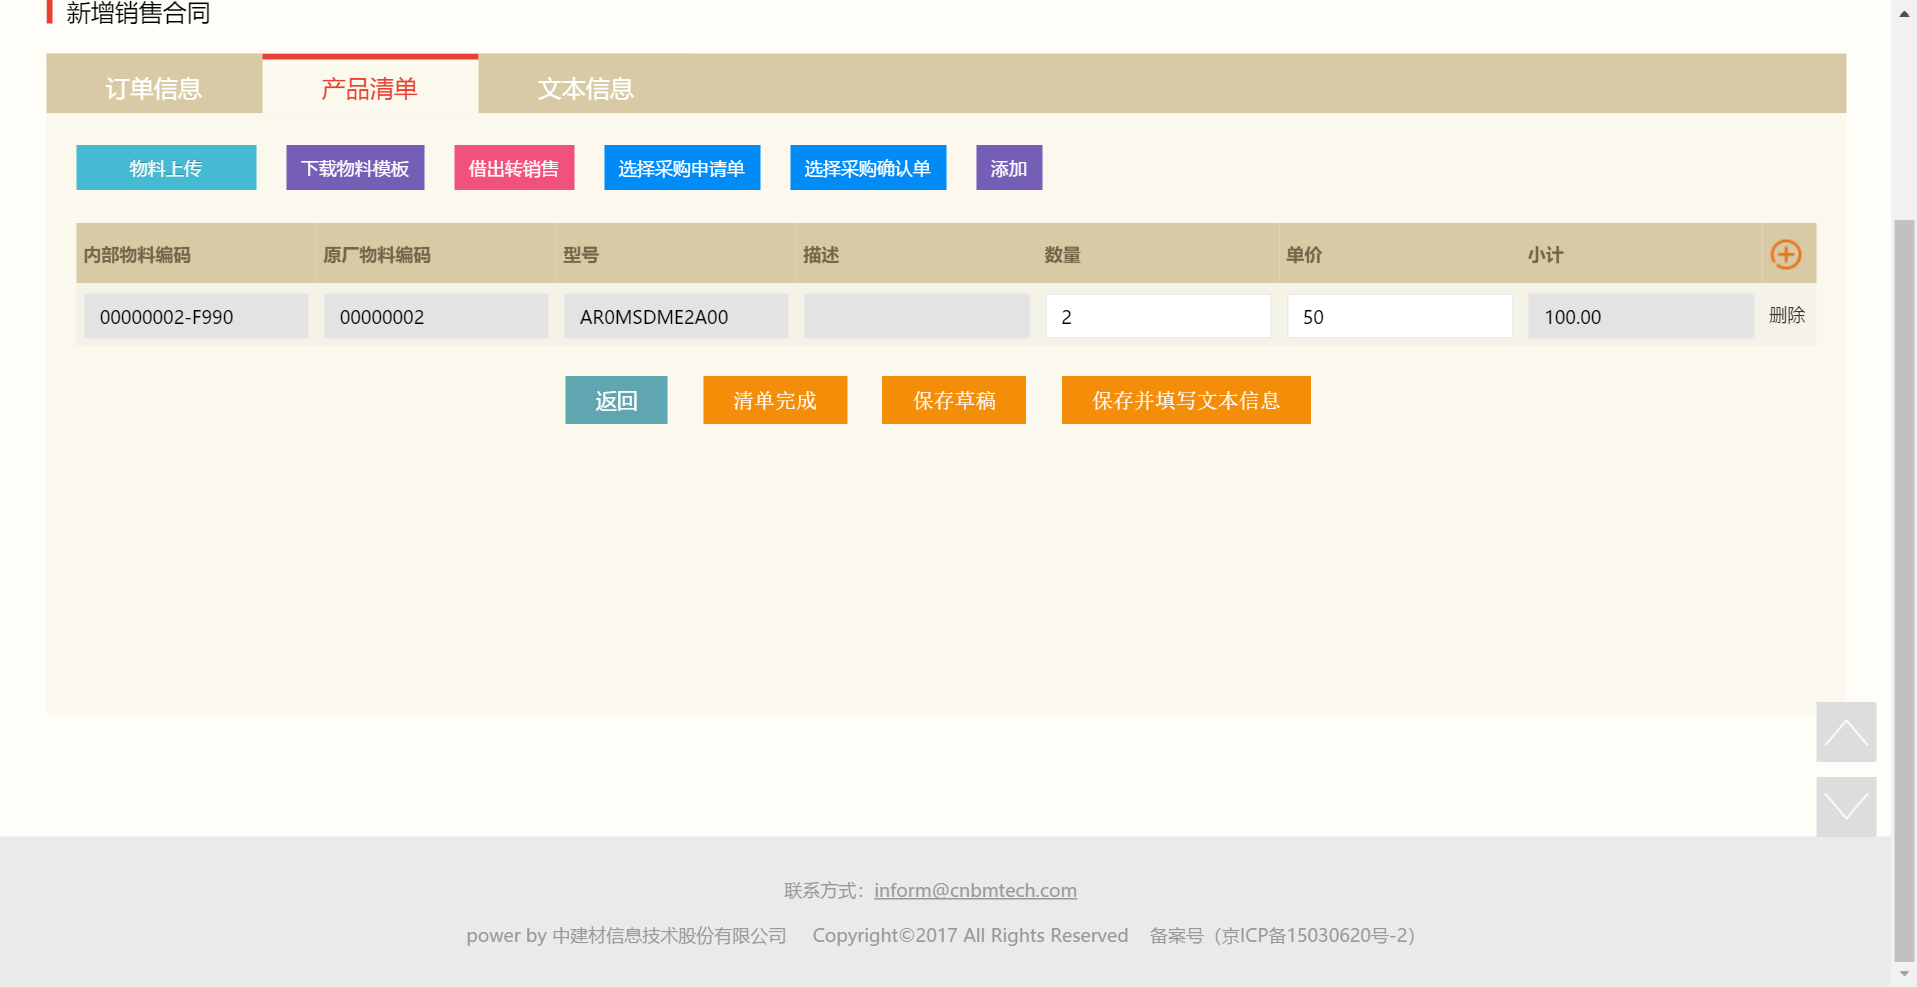 新增销售合同
订单信息 产品清单 文本信息
物料上传 下载物料模板 借出转销售 选择采购申请单 选择采购确认单 添加
内部物料编码 原厂物料编码 型号 描述 数量 单价 小计
00000002-F990 00000002 AR0MSDME2A00 2 50 100.00 删除
返回 清单完成 保存草稿 保存并填写文本信息
联系方式：inform@cnbmtech.com
power by 中建材信息技术股份有限公司 Copyright©2017 All Rights Reserved 备案号（京ICP备15030620号-2）